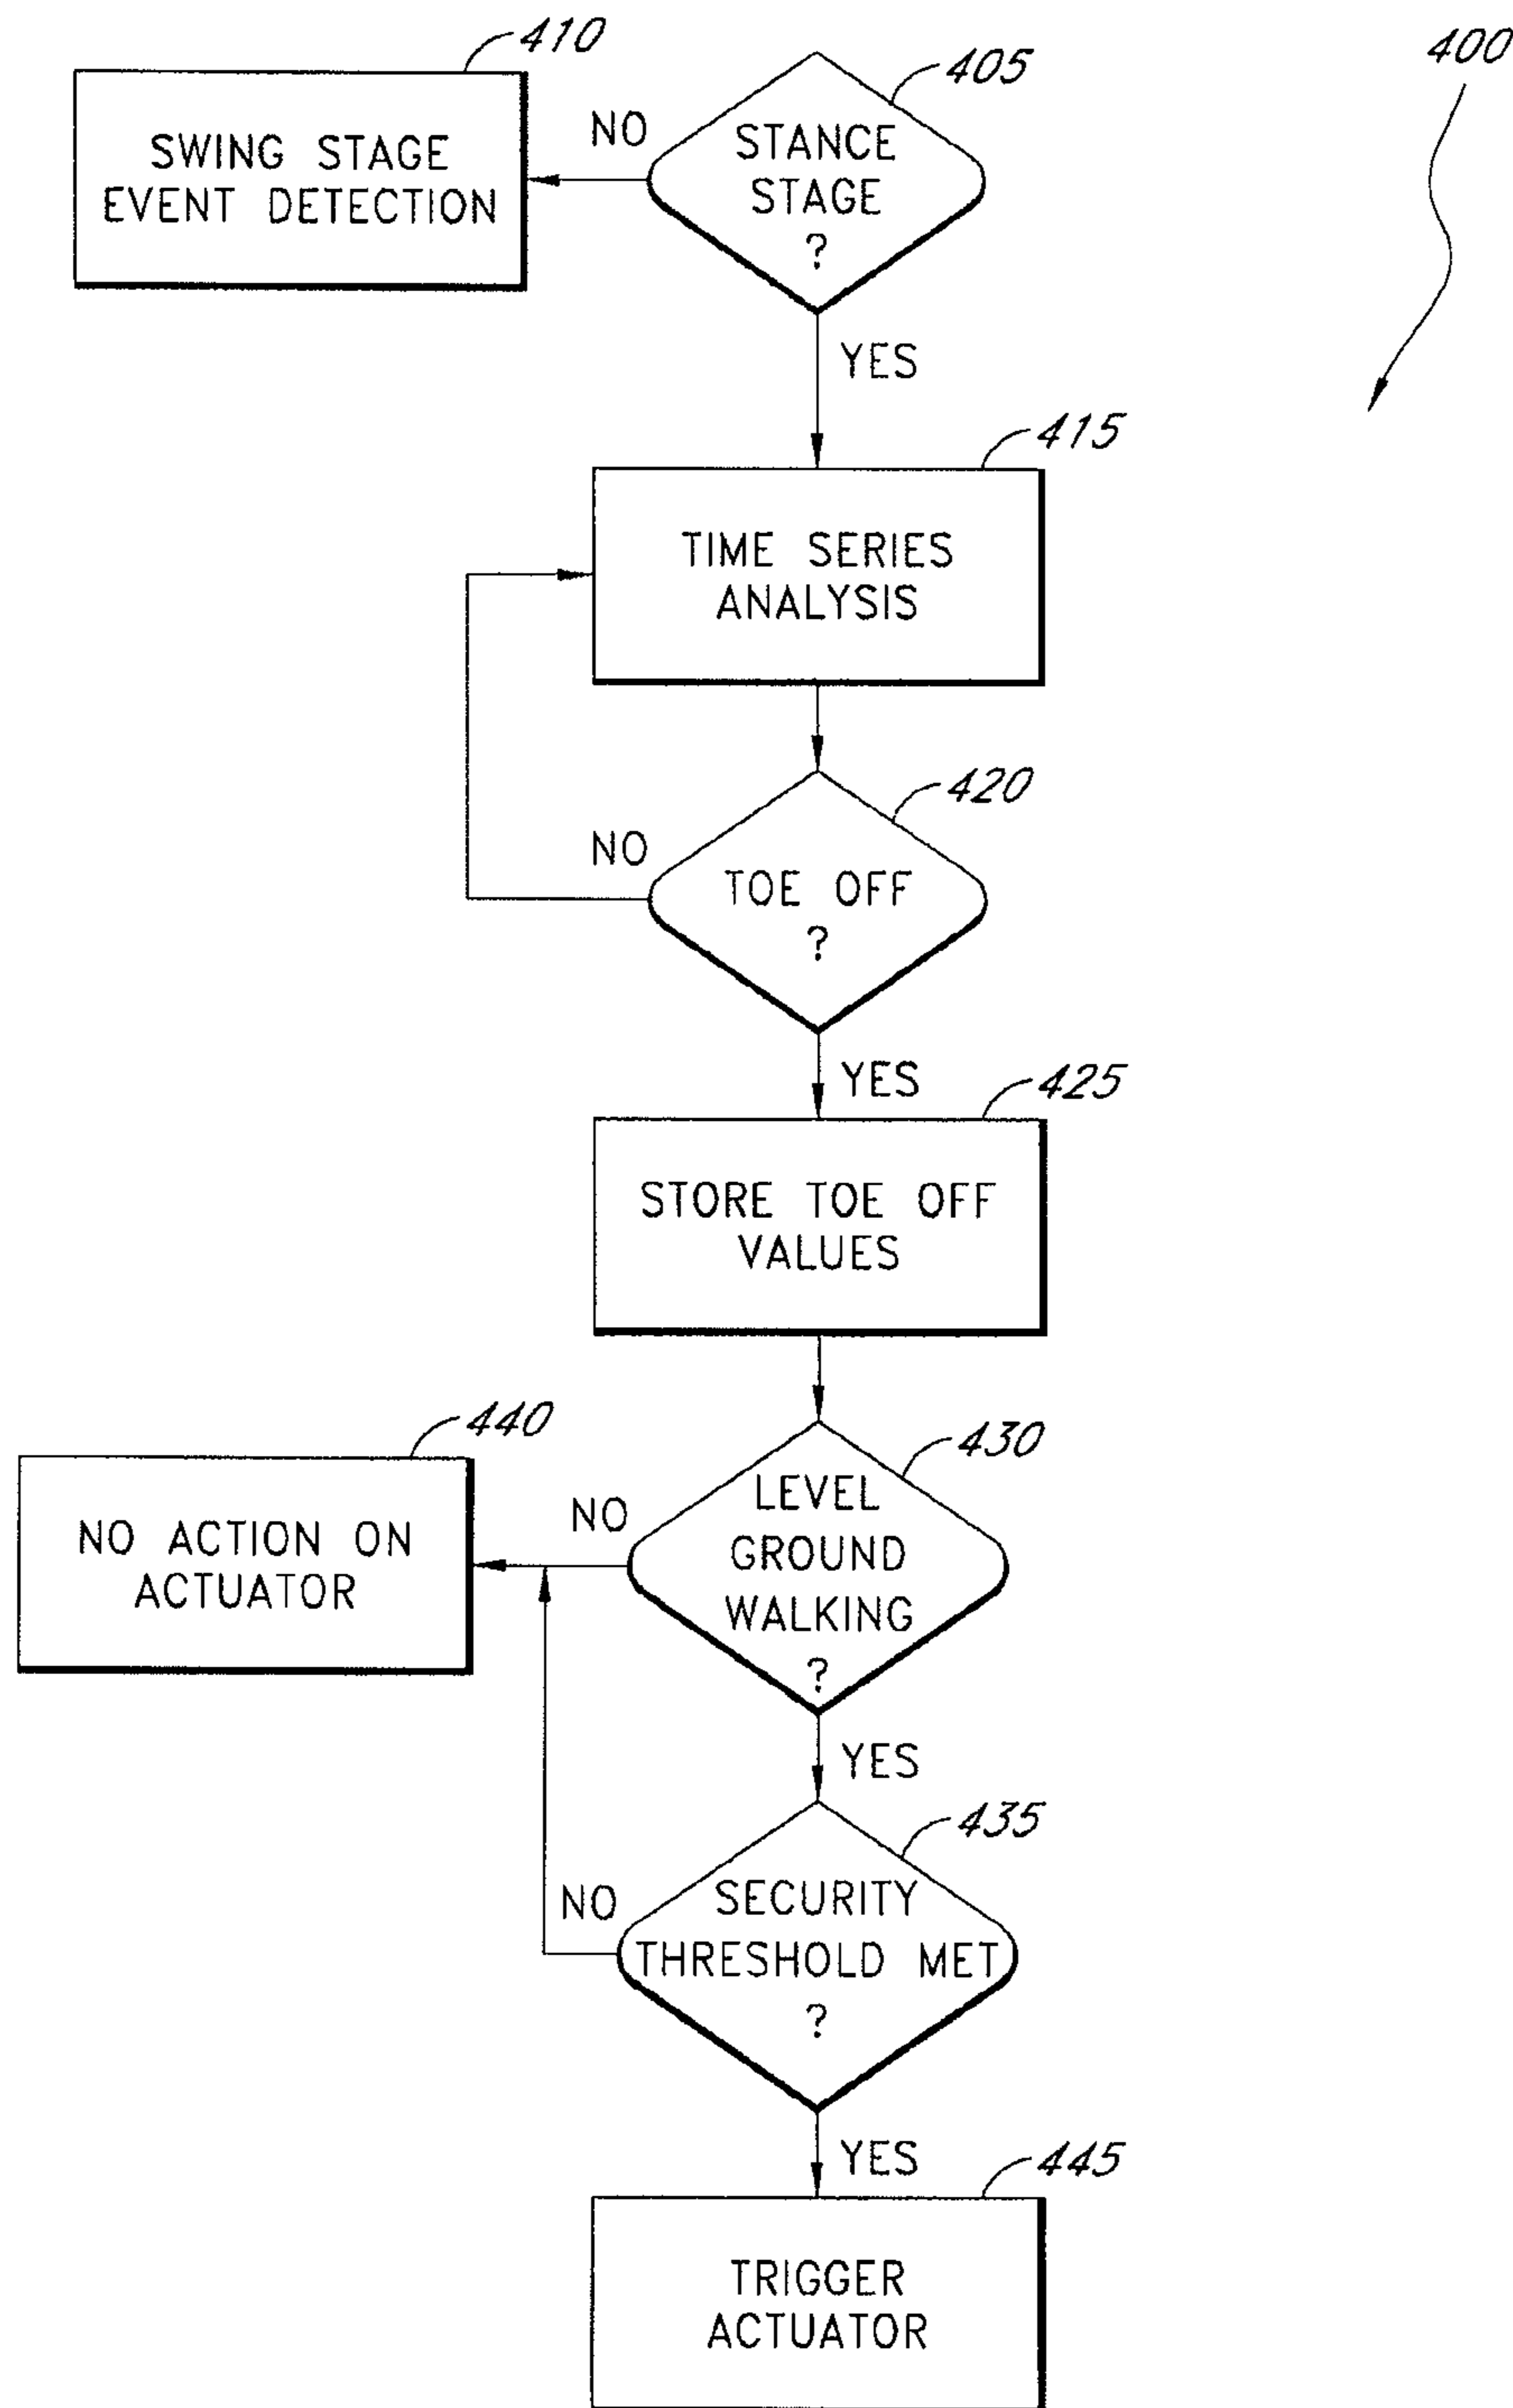 410
405
400
SWING STAGE
EVENT DETECTION
NO
STANCE
STAGE
?
YES
415
TIME SERIES
ANALYSIS
420
NO
TOE OFF
?
YES
425
STORE TOE OFF
VALUES
440
430
NO ACTION ON
ACTUATOR
NO
LEVEL
GROUND
WALKING
?
YES
435
NO
SECURITY
THRESHOLD MET
?
YES
445
TRIGGER
ACTUATOR